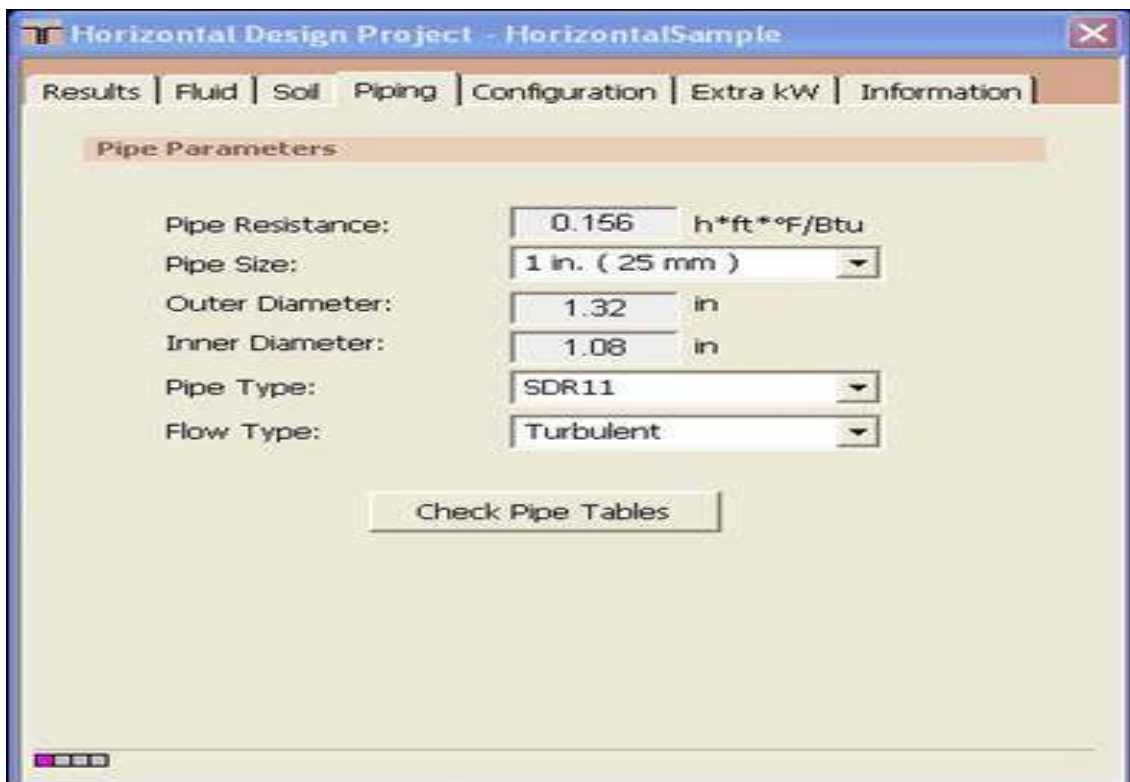 Horizontal Design Project - HorizontalSample
Results | Fluid | Soil | Piping | Configuration | Extra kW | Information
Pipe Parameters
Pipe Resistance: 0.156 h*ft*°F/Btu
Pipe Size: 1 in. ( 25 mm )
Outer Diameter: 1.32 in
Inner Diameter: 1.08 in
Pipe Type: SDR11
Flow Type: Turbulent
Check Pipe Tables